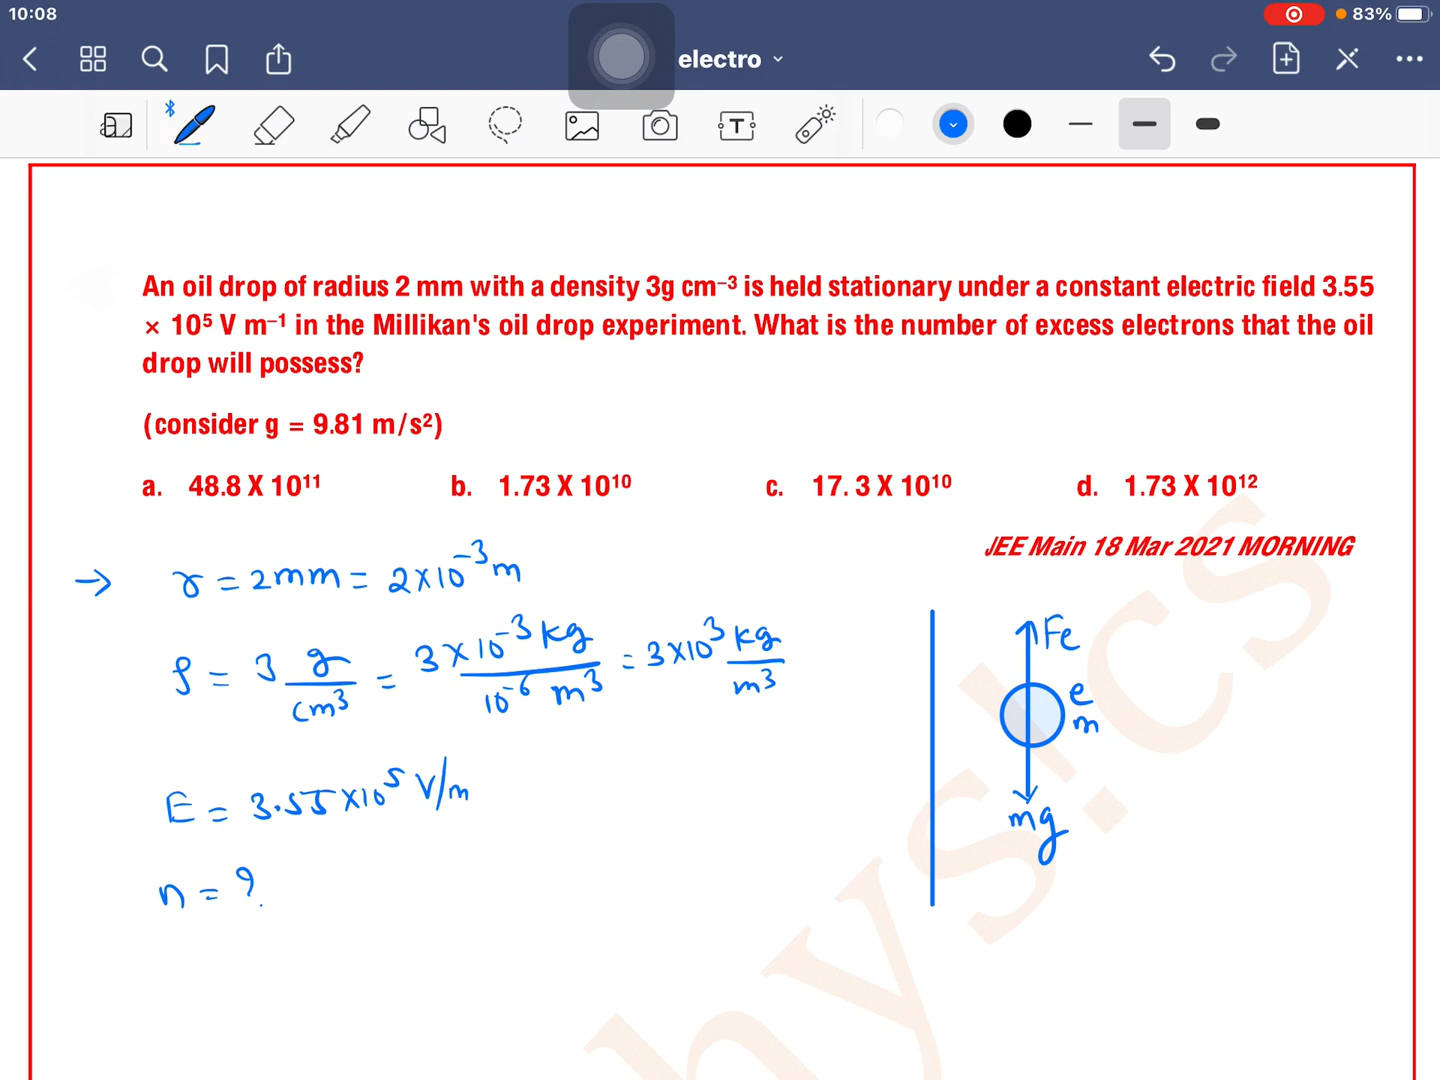 10:08
83%
electro
An oil drop of radius 2 mm with a density 3g cm⁻³ is held stationary under a constant electric field 3.55
× 10⁵ V m⁻¹ in the Millikan's oil drop experiment. What is the number of excess electrons that the oil
drop will possess?
(consider g = 9.81 m/s²)
a. 48.8 X 10¹¹ b. 1.73 X 10¹⁰ c. 17. 3 X 10¹⁰ d. 1.73 X 10¹²
JEE Main 18 Mar 2021 MORNING
→ r = 2mm = 2×10⁻³ m
ρ = 3 g/cm³ = 3×10⁻³ kg / 10⁻⁶ m³ = 3×10³ kg/m³
E = 3.55×10⁵ V/m
n = ?
Fe
e
m
mg
hys!cs